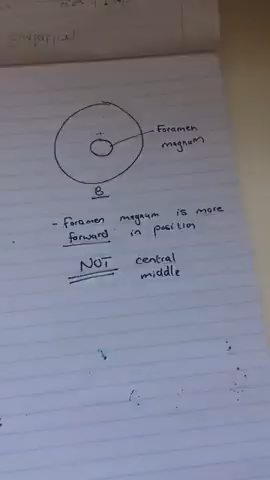 Foramen
magnum
B
- Foramen magnum is more
forward in position
NOT central
middle